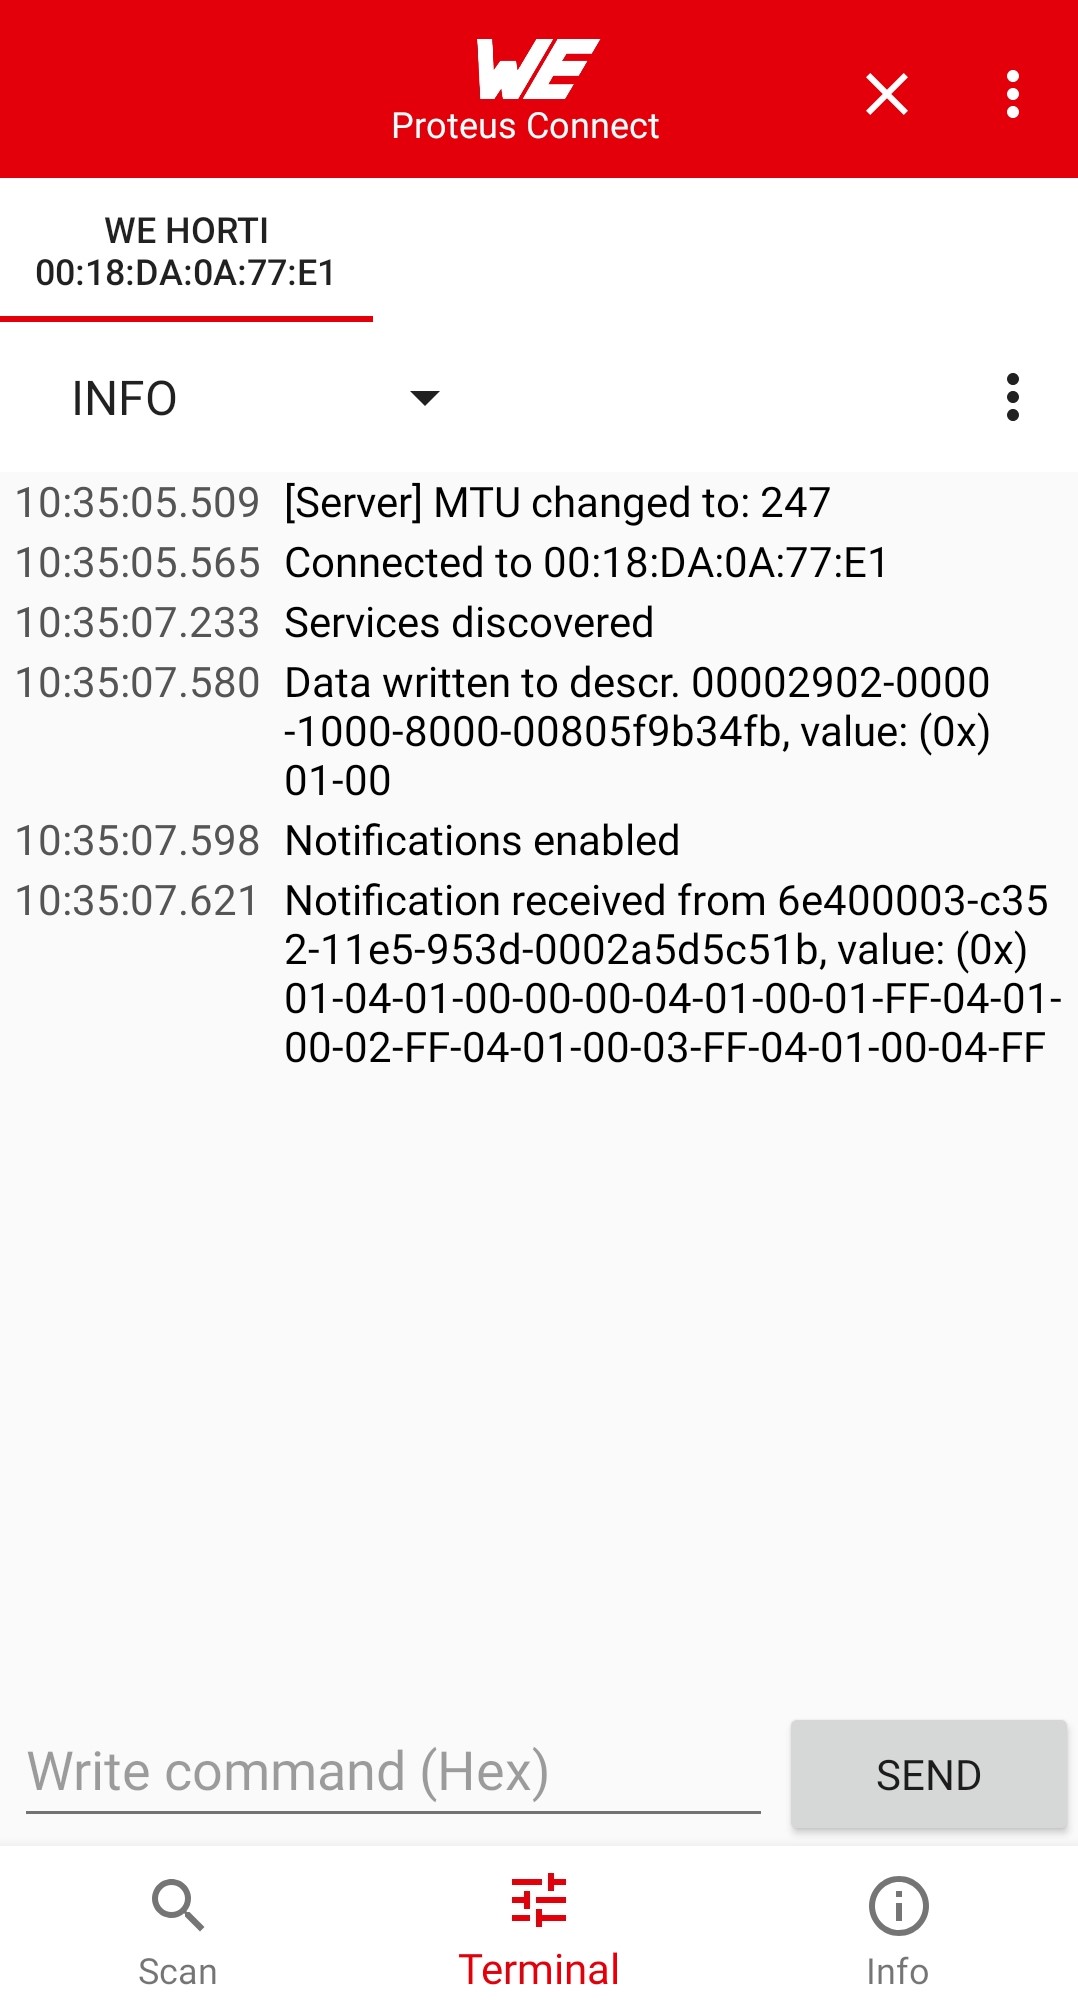 WE
Proteus Connect
WE HORTI
00:18:DA:0A:77:E1
INFO
10:35:05.509 [Server] MTU changed to: 247
10:35:05.565 Connected to 00:18:DA:0A:77:E1
10:35:07.233 Services discovered
10:35:07.580 Data written to descr. 00002902-0000
-1000-8000-00805f9b34fb, value: (0x)
01-00
10:35:07.598 Notifications enabled
10:35:07.621 Notification received from 6e400003-c35
2-11e5-953d-0002a5d5c51b, value: (0x)
01-04-01-00-00-00-04-01-00-01-FF-04-01-
00-02-FF-04-01-00-03-FF-04-01-00-04-FF
Write command (Hex)
SEND
Scan
Terminal
Info